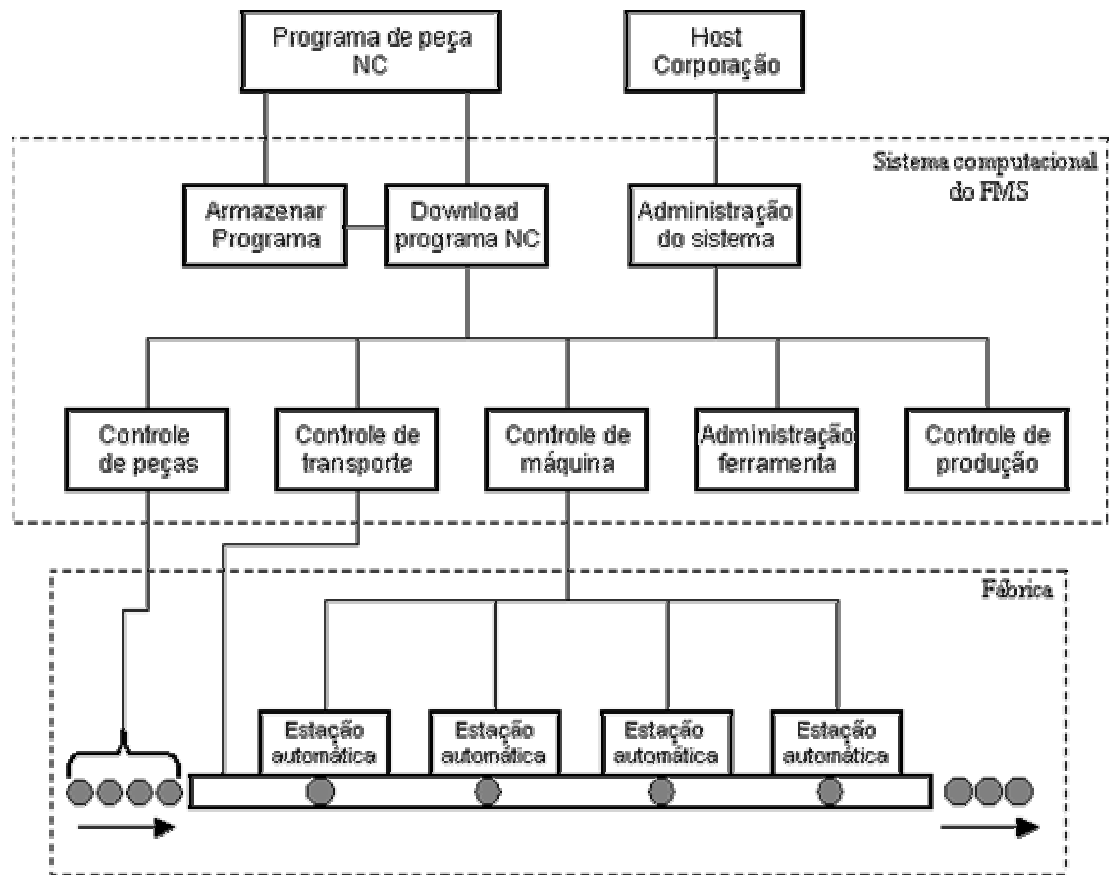 Programa de peça
NC
Host
Corporação
Sistema computacional
do FMS
Armazenar
Programa
Download
programa NC
Administração
do sistema
Controle
de peças
Controle de
transporte
Controle de
máquina
Administração
ferramenta
Controle de
produção
Fábrica
Estação
automática
Estação
automática
Estação
automática
Estação
automática